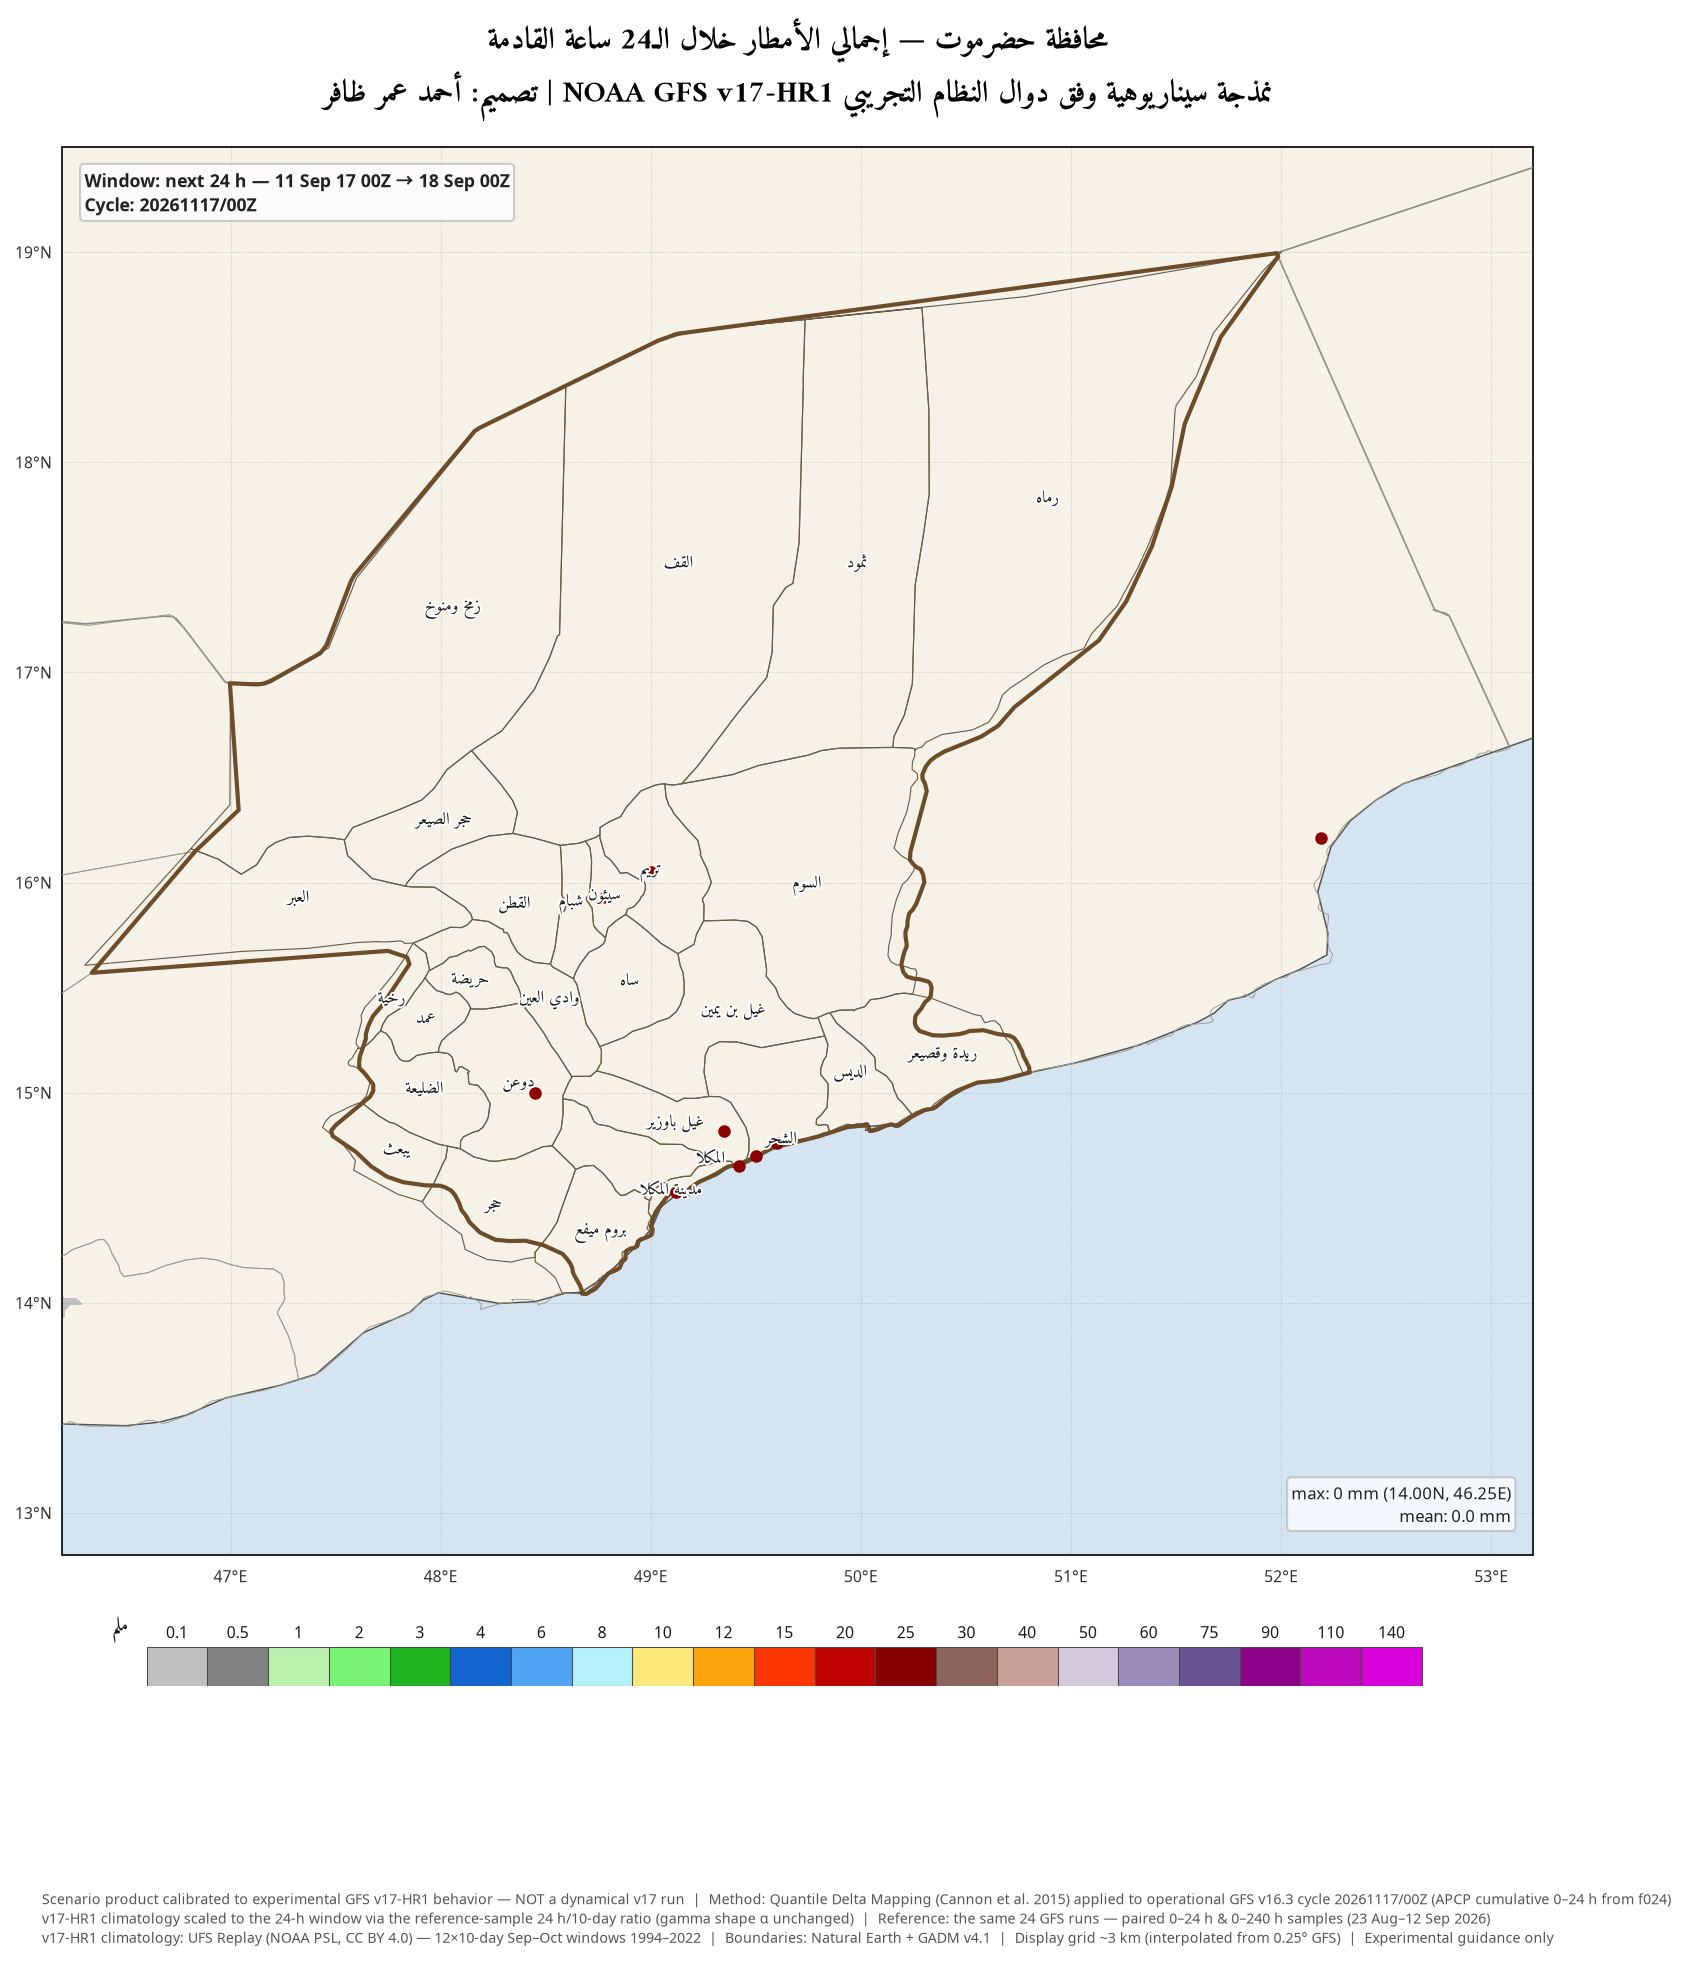 محافظة حضرموت — إجمالي الأمطار خلال الـ24 ساعة القادمة
نمذجة سيناريوهية وفق دوال النظام التجريبي NOAA GFS v17-HR1 | تصميم: أحمد عمر ظافر
Window: next 24 h — 11 Sep 17 00Z → 18 Sep 00Z
Cycle: 20261117/00Z
19°N
18°N
رماه
القف
ثمود
زمخ ومنوخ
17°N
حجر الصيعر
تريم
16°N
السوم
العبر
القطن
شبام
سيئون
حريضة
ساه
رخية
وادي العين
غيل بن يمين
عمد
ريدة وقصيعر
الديس
15°N
دوعن
الضليعة
غيل باوزير
الشحر
يبعث
المكلا
مدينة المكلا
حجر
بروم ميفع
14°N
max: 0 mm (14.00N, 46.25E)
mean: 0.0 mm
13°N
47°E 48°E 49°E 50°E 51°E 52°E 53°E
ملم
0.1 0.5 1 2 3 4 6 8 10 12 15 20 25 30 40 50 60 75 90 110 140
Scenario product calibrated to experimental GFS v17-HR1 behavior — NOT a dynamical v17 run | Method: Quantile Delta Mapping (Cannon et al. 2015) applied to operational GFS v16.3 cycle 20261117/00Z (APCP cumulative 0–24 h from f024)
v17-HR1 climatology scaled to the 24-h window via the reference-sample 24 h/10-day ratio (gamma shape α unchanged) | Reference: the same 24 GFS runs — paired 0–24 h & 0–240 h samples (23 Aug–12 Sep 2026)
v17-HR1 climatology: UFS Replay (NOAA PSL, CC BY 4.0) — 12×10-day Sep–Oct windows 1994–2022 | Boundaries: Natural Earth + GADM v4.1 | Display grid ~3 km (interpolated from 0.25° GFS) | Experimental guidance only